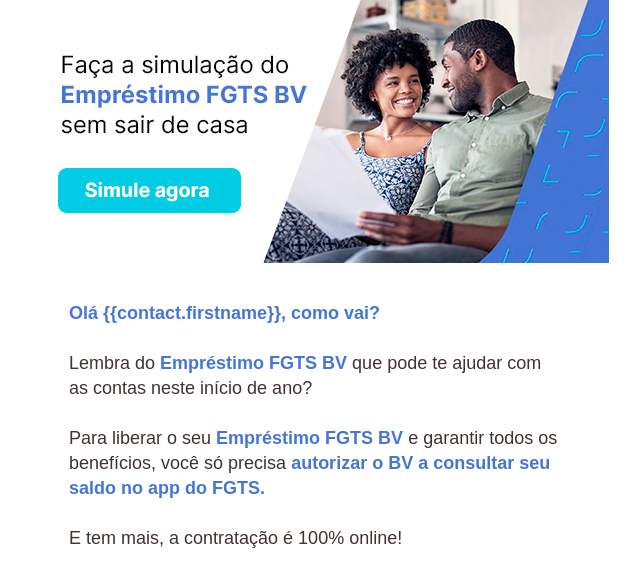 Faça a simulação do
Empréstimo FGTS BV
sem sair de casa
Simule agora
Olá {{contact.firstname}}, como vai?
Lembra do Empréstimo FGTS BV que pode te ajudar com
as contas neste início de ano?
Para liberar o seu Empréstimo FGTS BV e garantir todos os
benefícios, você só precisa autorizar o BV a consultar seu
saldo no app do FGTS.
E tem mais, a contratação é 100% online!